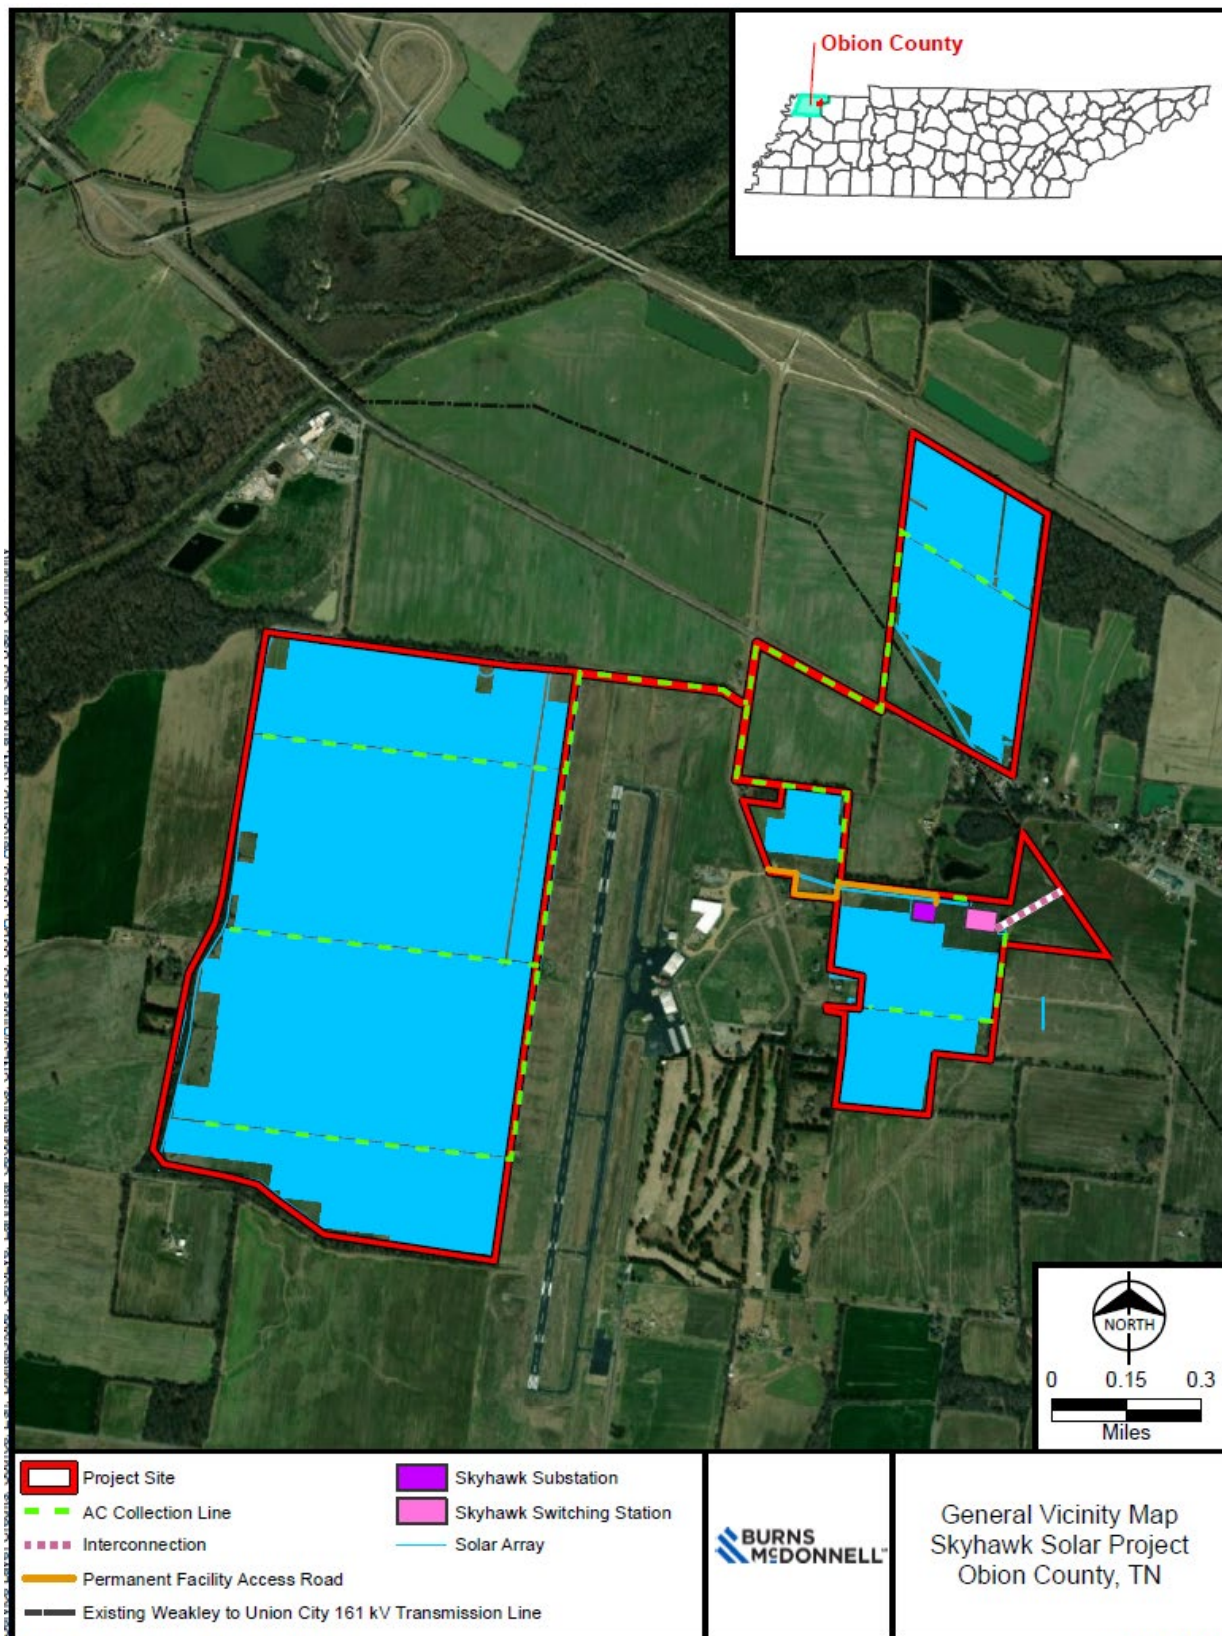 Obion County
NORTH
0 0.15 0.3
Miles
Project Site
AC Collection Line
Interconnection
Permanent Facility Access Road
Existing Weakley to Union City 161 kV Transmission Line
Skyhawk Substation
Skyhawk Switching Station
Solar Array
BURNS
MCDONNELL
General Vicinity Map
Skyhawk Solar Project
Obion County, TN